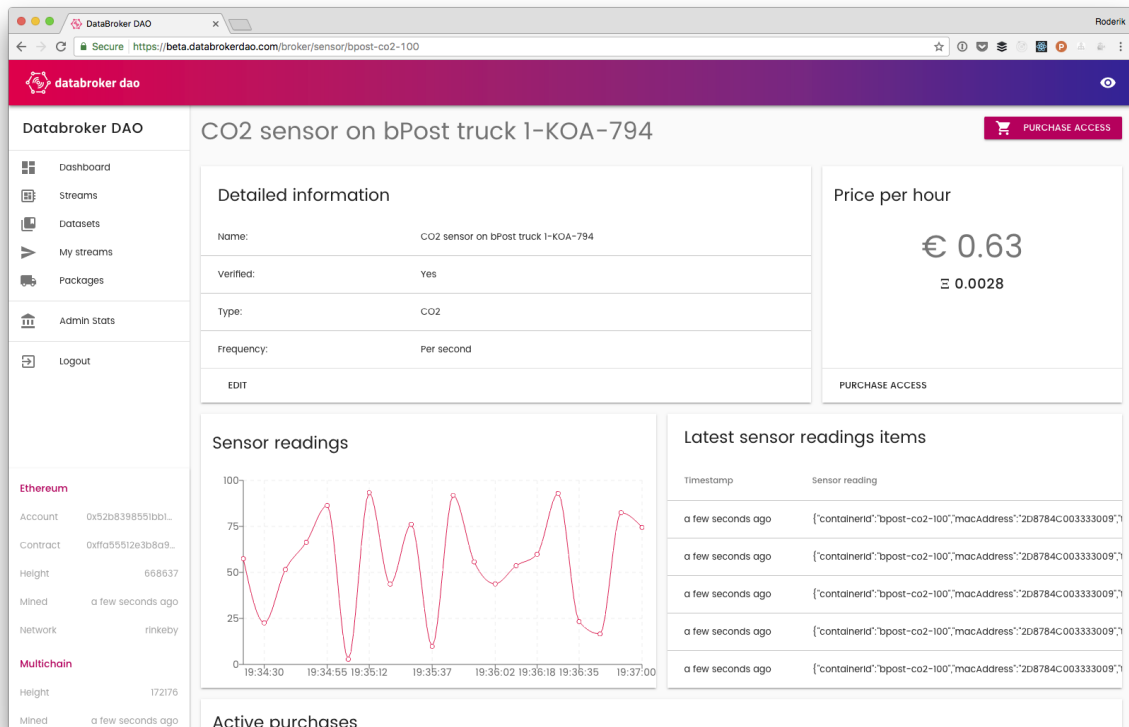 DataBroker DAO
Roderik
Secure https://beta.databrokerdao.com/broker/sensor/bpost-co2-100
databroker dao
Databroker DAO
Dashboard
Streams
Datasets
My streams
Packages
Admin Stats
Logout
Ethereum
Account 0x52b8398551bb1...
Contract 0xffa55512e3b8a9...
Height 668637
Mined a few seconds ago
Network rinkeby
Multichain
Height 172176
Mined a few seconds ago
CO2 sensor on bPost truck 1-KOA-794
PURCHASE ACCESS
Detailed information
Name: CO2 sensor on bPost truck 1-KOA-794
Verified: Yes
Type: CO2
Frequency: Per second
EDIT
Price per hour
€ 0.63
Ξ 0.0028
PURCHASE ACCESS
Sensor readings
100
75
50
25
0
19:34:30 19:34:55 19:35:12 19:35:37 19:36:02 19:36:18 19:36:35 19:37:00
Latest sensor readings items
Timestamp Sensor reading
a few seconds ago {"containerId":"bpost-co2-100","macAddress":"2D8784C003333009","
a few seconds ago {"containerId":"bpost-co2-100","macAddress":"2D8784C003333009","
a few seconds ago {"containerId":"bpost-co2-100","macAddress":"2D8784C003333009","
a few seconds ago {"containerId":"bpost-co2-100","macAddress":"2D8784C003333009","
a few seconds ago {"containerId":"bpost-co2-100","macAddress":"2D8784C003333009","
Active purchases